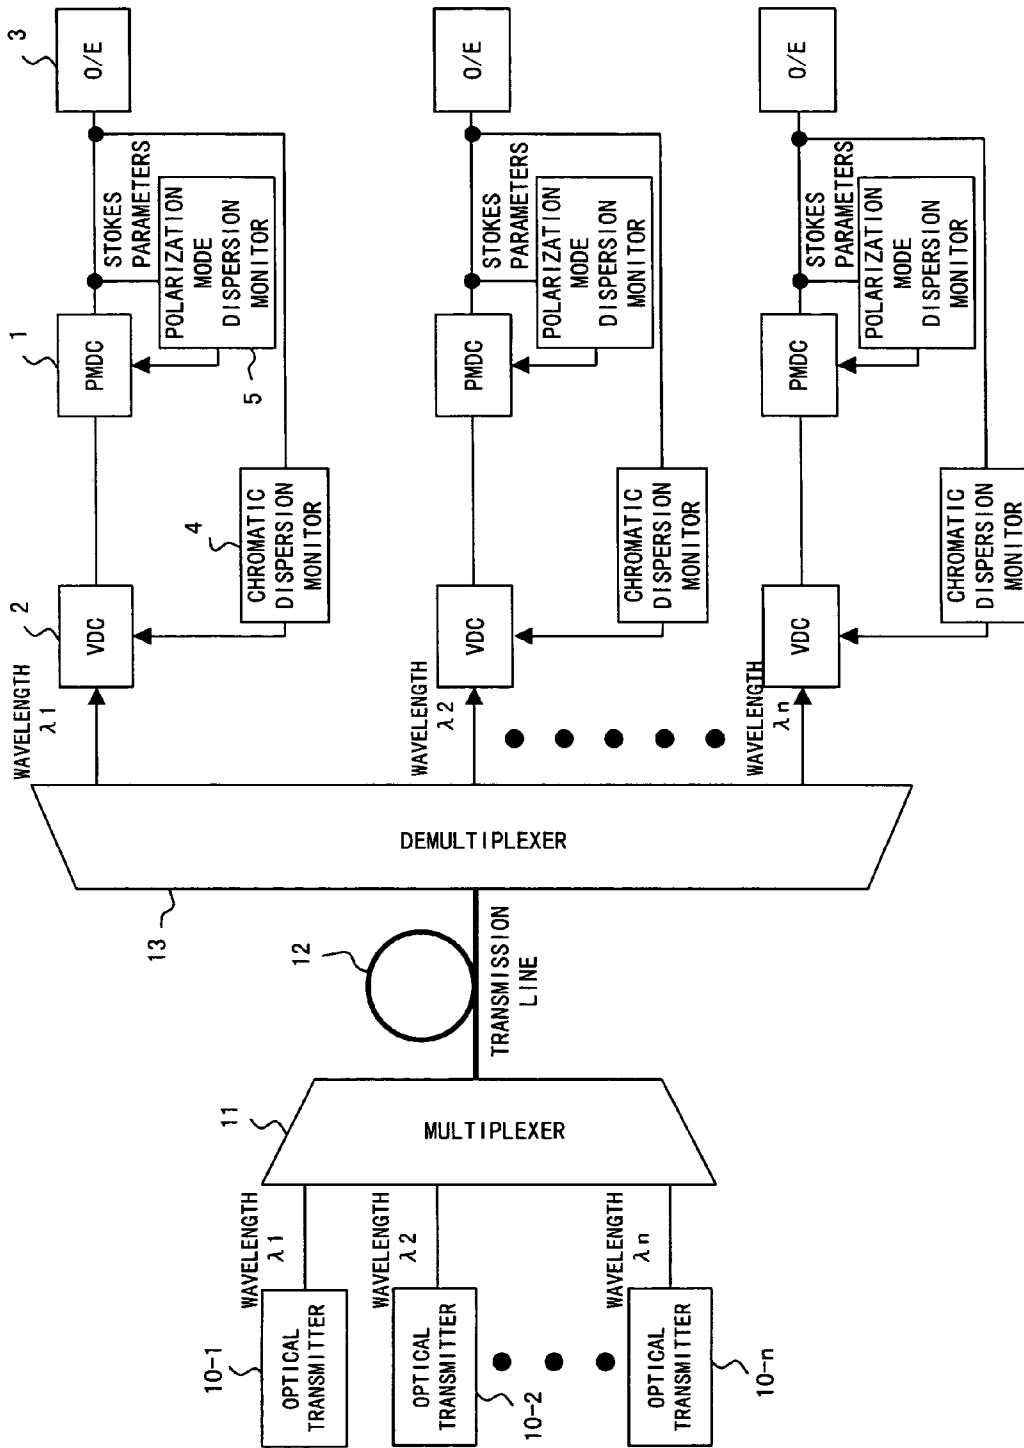 10-1
OPTICAL
TRANSMITTER
WAVELENGTH
λ1
OPTICAL
TRANSMITTER
10-2
WAVELENGTH
λ2
OPTICAL
TRANSMITTER
10-n
WAVELENGTH
λn
11
MULTIPLEXER
12
TRANSMISSION
LINE
13
DEMULTIPLEXER
WAVELENGTH
λ1
2
VDC
4
CHROMATIC
DISPERSION
MONITOR
1
PMDC
STOKES
PARAMETERS
5
POLARIZATION
MODE
DISPERSION
MONITOR
3
O/E
WAVELENGTH
λ2
VDC
CHROMATIC
DISPERSION
MONITOR
PMDC
STOKES
PARAMETERS
POLARIZATION
MODE
DISPERSION
MONITOR
O/E
WAVELENGTH
λn
VDC
CHROMATIC
DISPERSION
MONITOR
PMDC
STOKES
PARAMETERS
POLARIZATION
MODE
DISPERSION
MONITOR
O/E